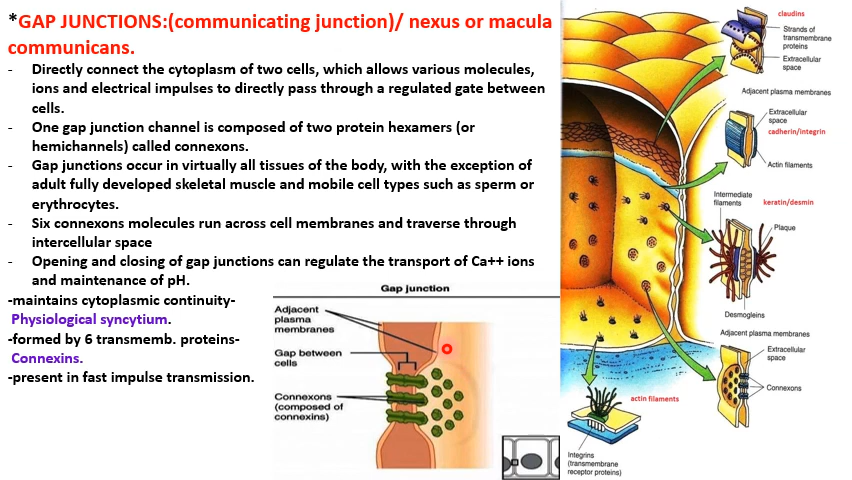 *GAP JUNCTIONS:(communicating junction)/ nexus or macula
communicans.
- Directly connect the cytoplasm of two cells, which allows various molecules,
ions and electrical impulses to directly pass through a regulated gate between
cells.
- One gap junction channel is composed of two protein hexamers (or
hemichannels) called connexons.
- Gap junctions occur in virtually all tissues of the body, with the exception of
adult fully developed skeletal muscle and mobile cell types such as sperm or
erythrocytes.
- Six connexons molecules run across cell membranes and traverse through
intercellular space
- Opening and closing of gap junctions can regulate the transport of Ca++ ions
and maintenance of pH.
-maintains cytoplasmic continuity-
Physiological syncytium.
-formed by 6 transmemb. proteins-
Connexins.
-present in fast impulse transmission.
Gap junction
Adjacent
plasma
membranes
Gap between
cells
Connexons
(composed of
connexins)
claudins
Strands of
transmembrane
proteins
Extracellular
space
Adjacent plasma membranes
Extracellular
space
cadherin/integrin
Actin filaments
Intermediate
filaments
keratin/desmin
Plaque
Desmogleins
Adjacent plasma membranes
Extracellular
space
Connexons
actin filaments
Integrins
(transmembrane
receptor proteins)